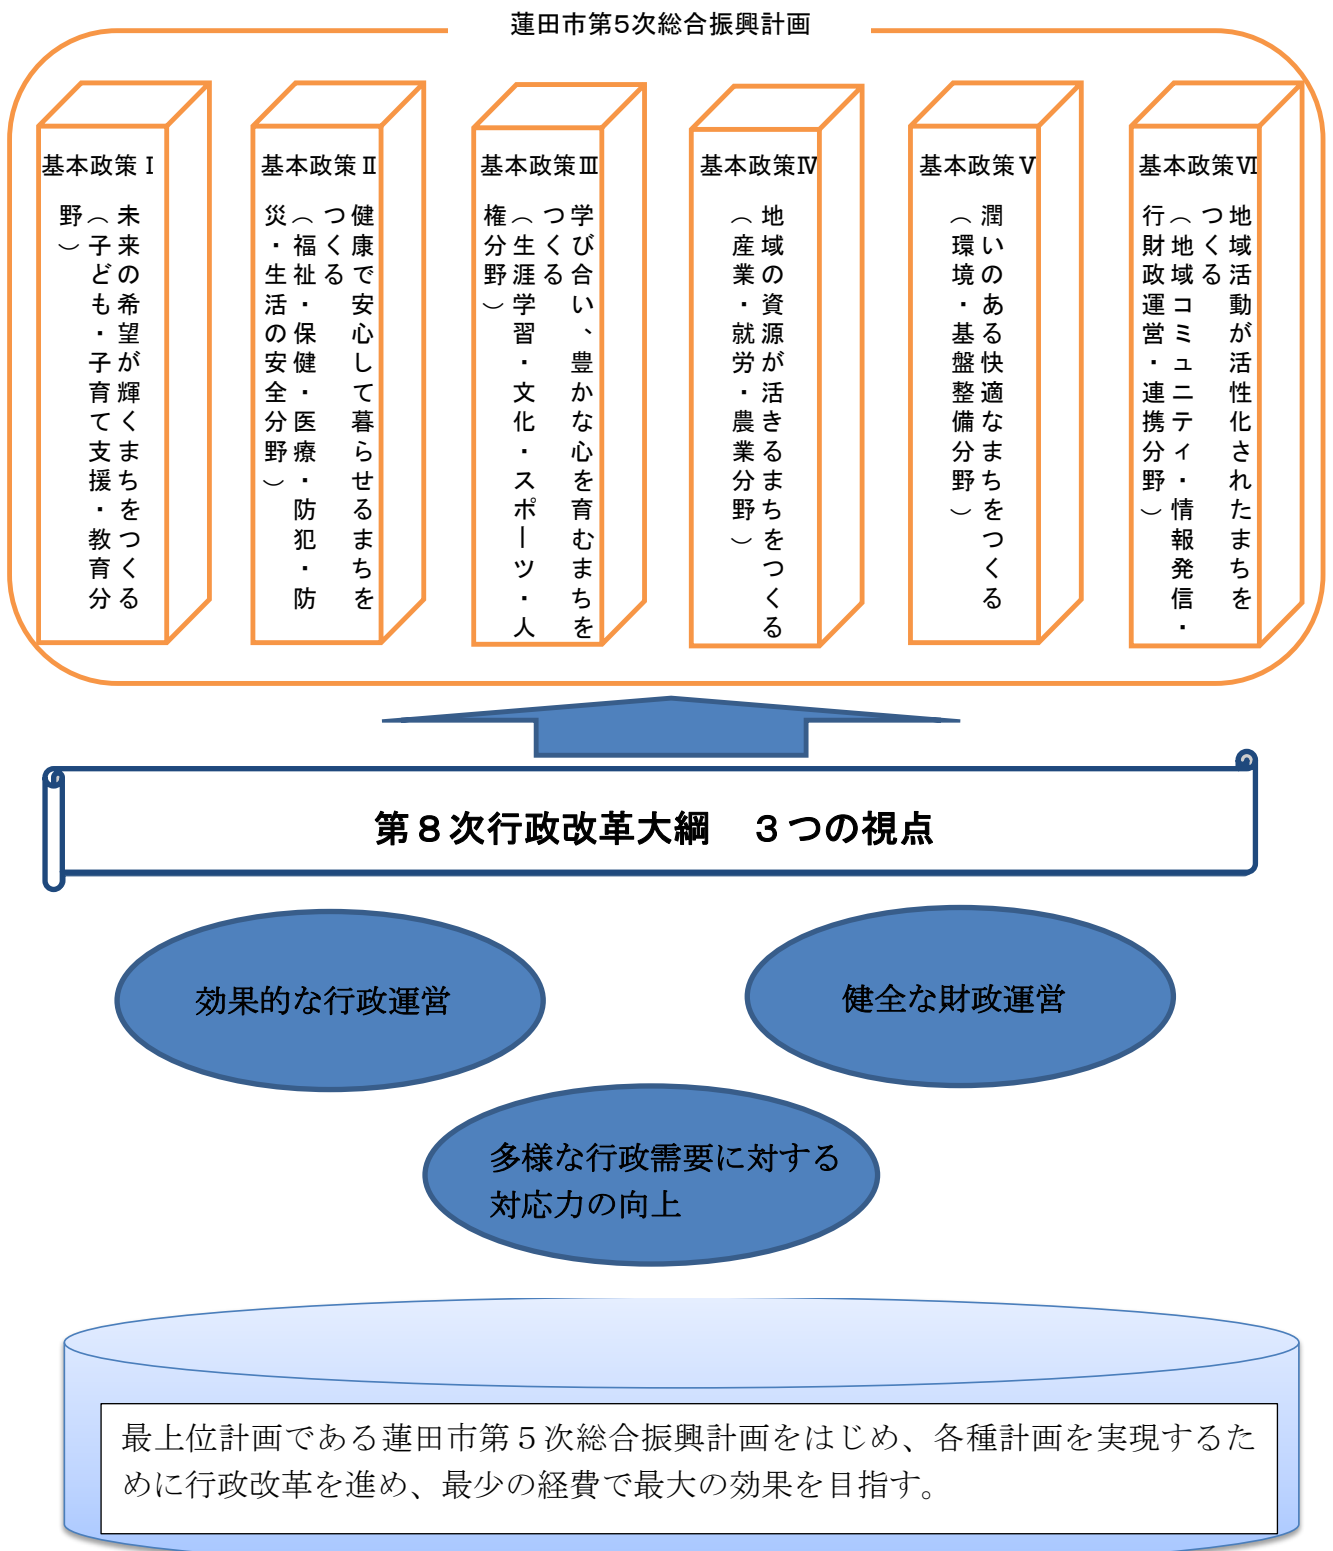 蓮田市第5次総合振興計画
基本政策Ⅰ
未来の希望が輝くまちをつくる
（子ども・子育て支援・教育分
野）
基本政策Ⅱ
健康で安心して暮らせるまちを
つくる
（福祉・保健・医療・防犯・防
災・生活の安全分野）
基本政策Ⅲ
学び合い、豊かな心を育むまちを
つくる
（生涯学習・文化・スポーツ・人
権分野）
基本政策Ⅳ
地域の資源が活きるまちをつくる
（産業・就労・農業分野）
基本政策Ⅴ
潤いのある快適なまちをつくる
（環境・基盤整備分野）
基本政策Ⅵ
地域活動が活性化されたまちを
つくる
（地域コミュニティ・情報発信・
行財政運営・連携分野）
第８次行政改革大綱　３つの視点
効果的な行政運営
健全な財政運営
多様な行政需要に対する
対応力の向上
最上位計画である蓮田市第５次総合振興計画をはじめ、各種計画を実現するた
めに行政改革を進め、最少の経費で最大の効果を目指す。